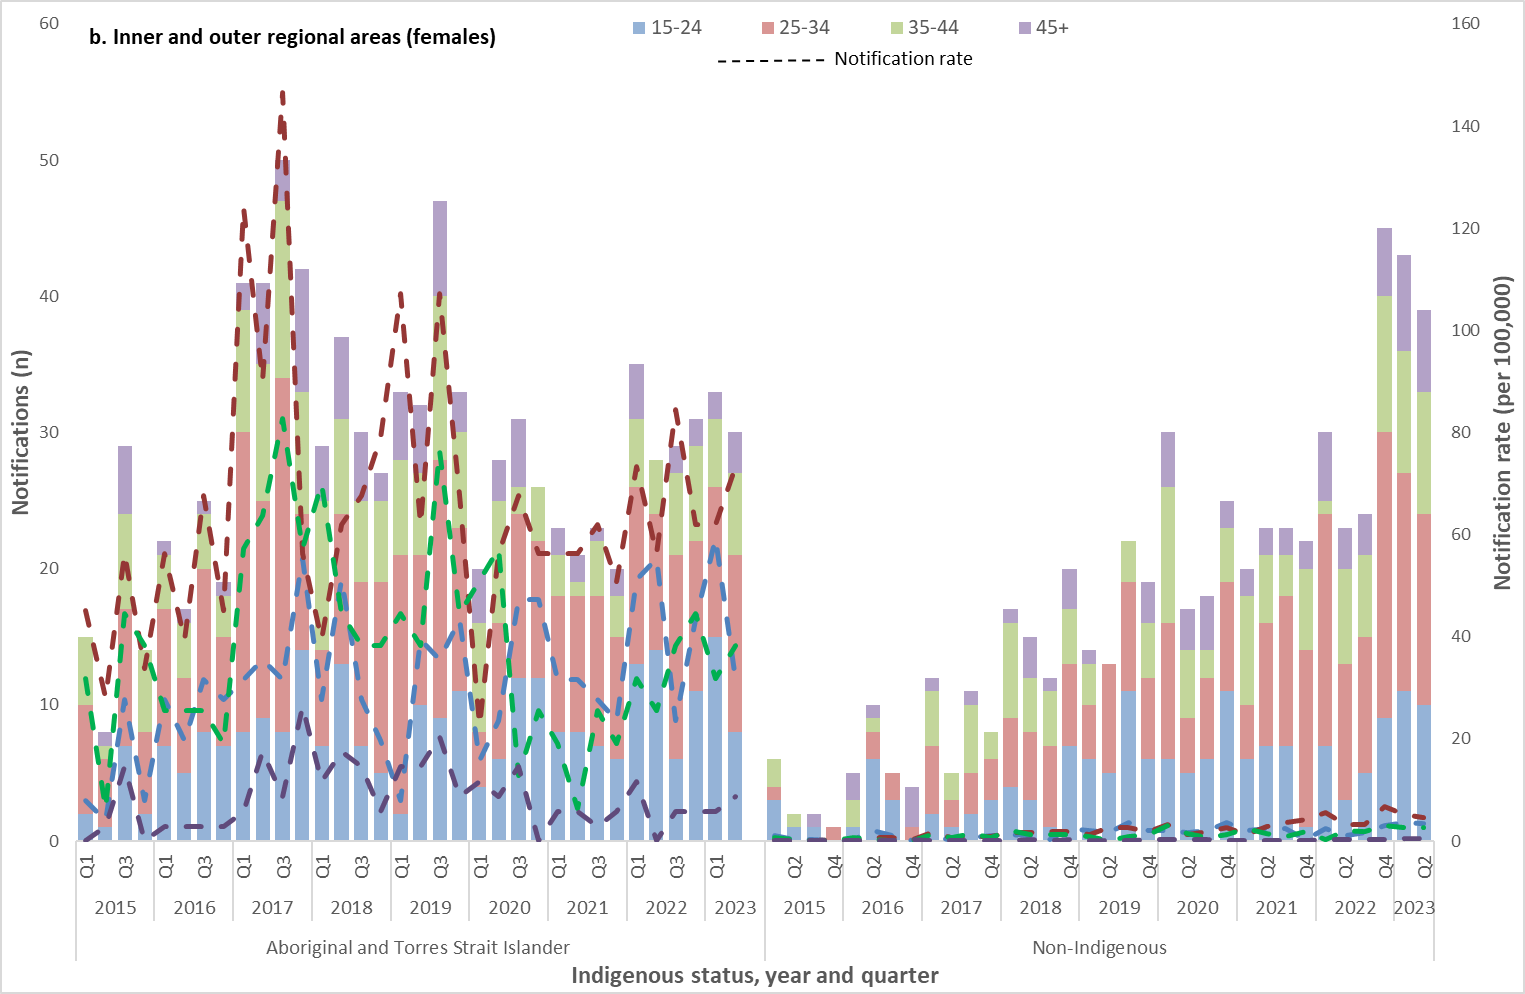 b. Inner and outer regional areas (females)
15-24 25-34 35-44 45+
Notification rate
60
50
40
30
20
10
0
Notifications (n)
160
140
120
100
80
60
40
20
0
Notification rate (per 100,000)
Q1 Q3 Q1 Q3 Q1 Q3 Q1 Q3 Q1 Q3 Q1 Q3 Q1 Q3 Q1 Q3 Q1 Q2 Q4 Q2 Q4 Q2 Q4 Q2 Q4 Q2 Q4 Q2 Q4 Q2 Q4 Q2 Q4 Q2
2015 2016 2017 2018 2019 2020 2021 2022 2023 2015 2016 2017 2018 2019 2020 2021 2022 2023
Aboriginal and Torres Strait Islander Non-Indigenous
Indigenous status, year and quarter